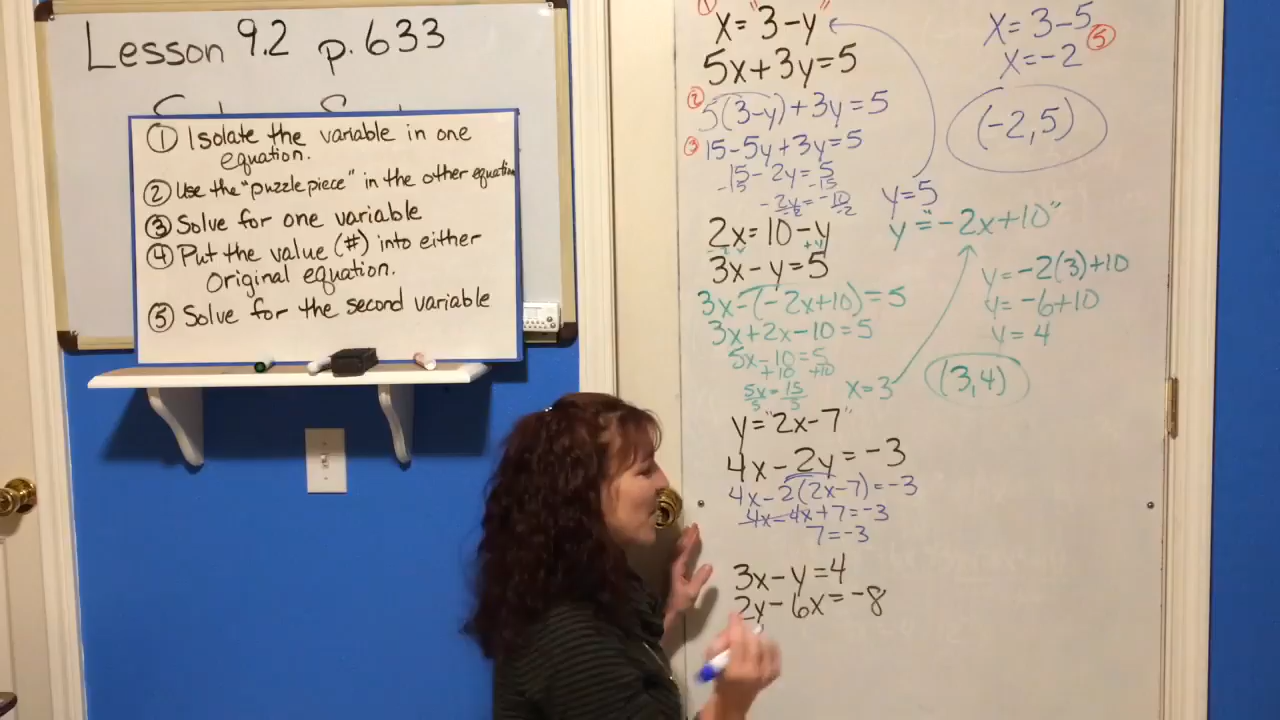 Lesson 9.2 p.633
① Isolate the variable in one
equation.
② Use the "puzzle piece" in the other equation
③ Solve for one variable
④ Put the value (#) into either
Original equation.
⑤ Solve for the second variable
① x = "3-y"
5x+3y=5
② 5(3-y)+3y=5
③ 15-5y+3y=5
15-2y=5
-15 -15
-2y = -10
-2 -2
y=5
x=3-5
x=-2 ⑤
(-2,5)
2x=10-y
+y
3x-y=5
3x-(-2x+10)=5
3x+2x-10=5
5x-10=5
+10 +10
5x=15
5 5
x=3
y="-2x+10"
y=-2(3)+10
y=-6+10
y=4
(3,4)
y="2x-7"
4x-2y=-3
4x-2(2x-7)=-3
4x-4x+7=-3
7=-3
3x-y=4
2y-6x=-8